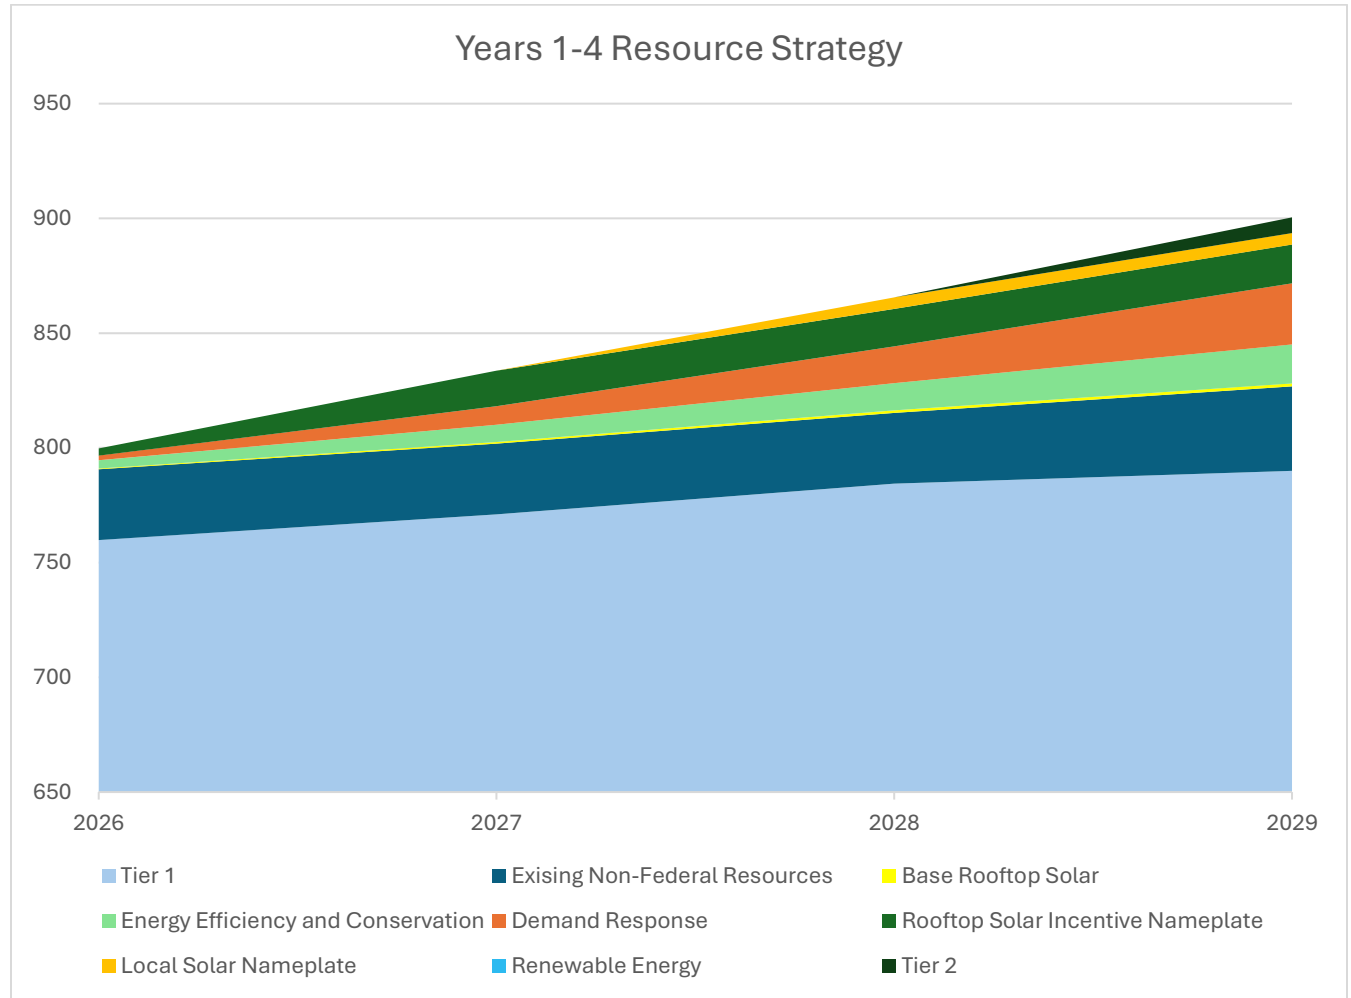 Years 1-4 Resource Strategy
950
900
850
800
750
700
650
2026 2027 2028 2029
Tier 1 Exising Non-Federal Resources Base Rooftop Solar
Energy Efficiency and Conservation Demand Response Rooftop Solar Incentive Nameplate
Local Solar Nameplate Renewable Energy Tier 2